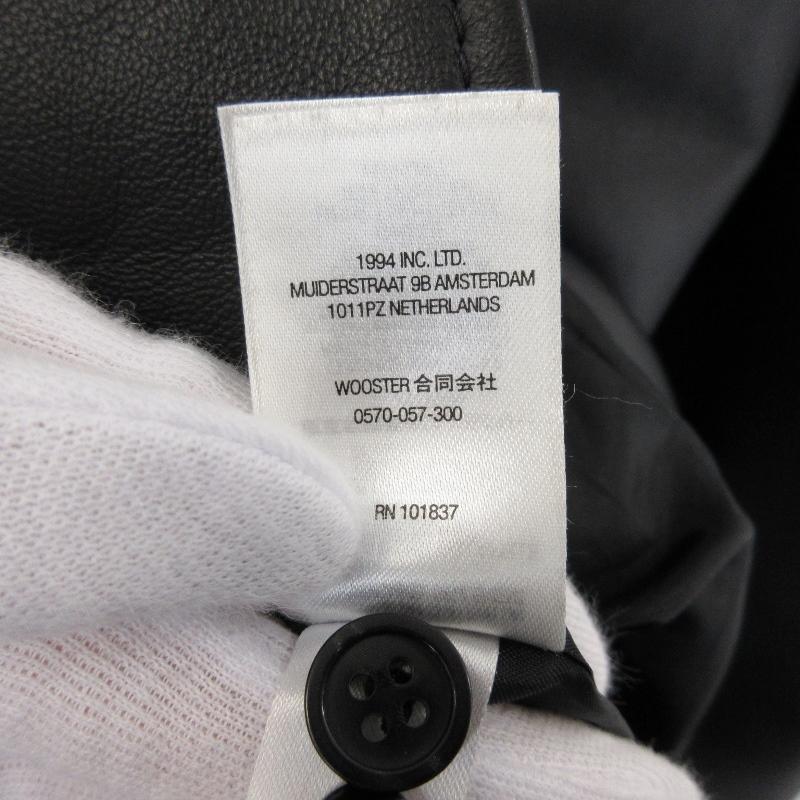 1994 INC. LTD.
MUIDERSTRAAT 9B AMSTERDAM
1011PZ NETHERLANDS
WOOSTER 合同会社
0570-057-300
RN 101837